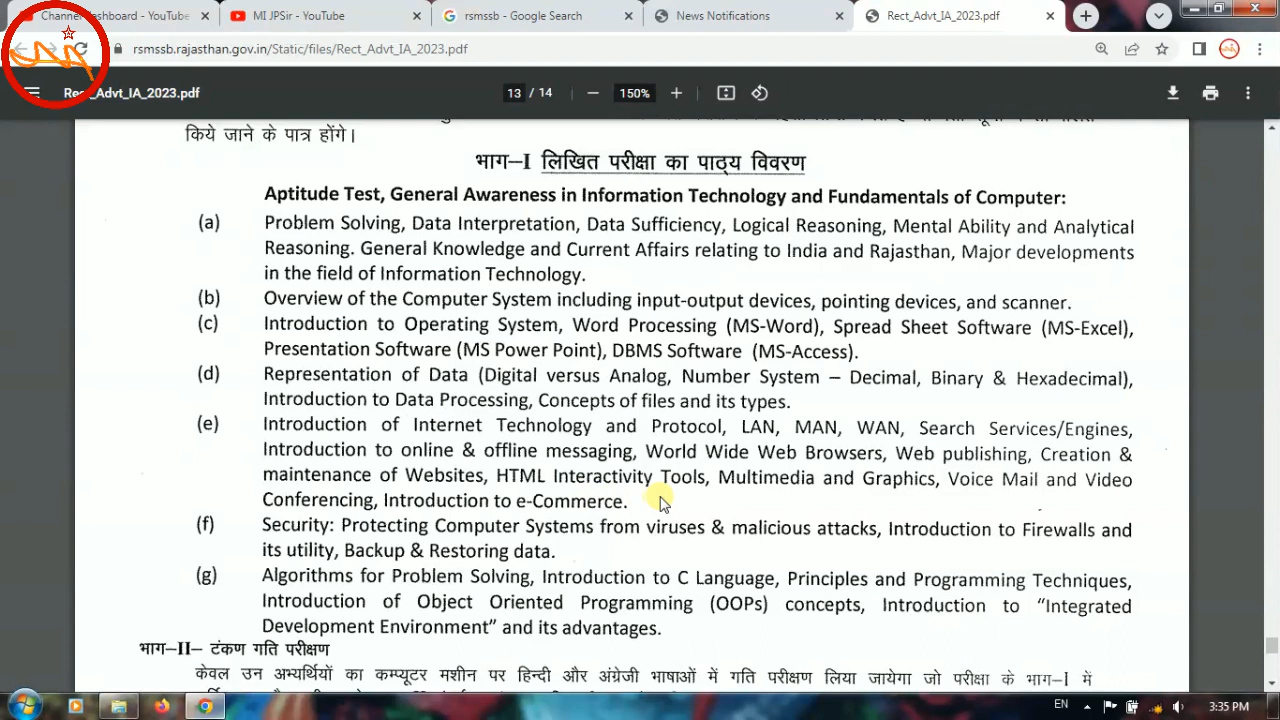 Channel dashboard - YouTube
MI JPSir - YouTube
rsmssb - Google Search
News Notifications
Rect_Advt_IA_2023.pdf
rsmssb.rajasthan.gov.in/Static/files/Rect_Advt_IA_2023.pdf
Rect_Advt_IA_2023.pdf
13 / 14
150%
किये जाने के पात्र होंगे।
भाग–I लिखित परीक्षा का पाठ्य विवरण
Aptitude Test, General Awareness in Information Technology and Fundamentals of Computer:
(a) Problem Solving, Data Interpretation, Data Sufficiency, Logical Reasoning, Mental Ability and Analytical
Reasoning. General Knowledge and Current Affairs relating to India and Rajasthan, Major developments
in the field of Information Technology.
(b) Overview of the Computer System including input-output devices, pointing devices, and scanner.
(c) Introduction to Operating System, Word Processing (MS-Word), Spread Sheet Software (MS-Excel),
Presentation Software (MS Power Point), DBMS Software (MS-Access).
(d) Representation of Data (Digital versus Analog, Number System – Decimal, Binary & Hexadecimal),
Introduction to Data Processing, Concepts of files and its types.
(e) Introduction of Internet Technology and Protocol, LAN, MAN, WAN, Search Services/Engines,
Introduction to online & offline messaging, World Wide Web Browsers, Web publishing, Creation &
maintenance of Websites, HTML Interactivity Tools, Multimedia and Graphics, Voice Mail and Video
Conferencing, Introduction to e-Commerce.
(f) Security: Protecting Computer Systems from viruses & malicious attacks, Introduction to Firewalls and
its utility, Backup & Restoring data.
(g) Algorithms for Problem Solving, Introduction to C Language, Principles and Programming Techniques,
Introduction of Object Oriented Programming (OOPs) concepts, Introduction to “Integrated
Development Environment” and its advantages.
भाग–II– टंकण गति परीक्षण
केवल उन अभ्यर्थियों का कम्प्यूटर मशीन पर हिन्दी और अंग्रेजी भाषाओं में गति परीक्षण लिया जायेगा जो परीक्षा के भाग–I में
EN
3:35 PM